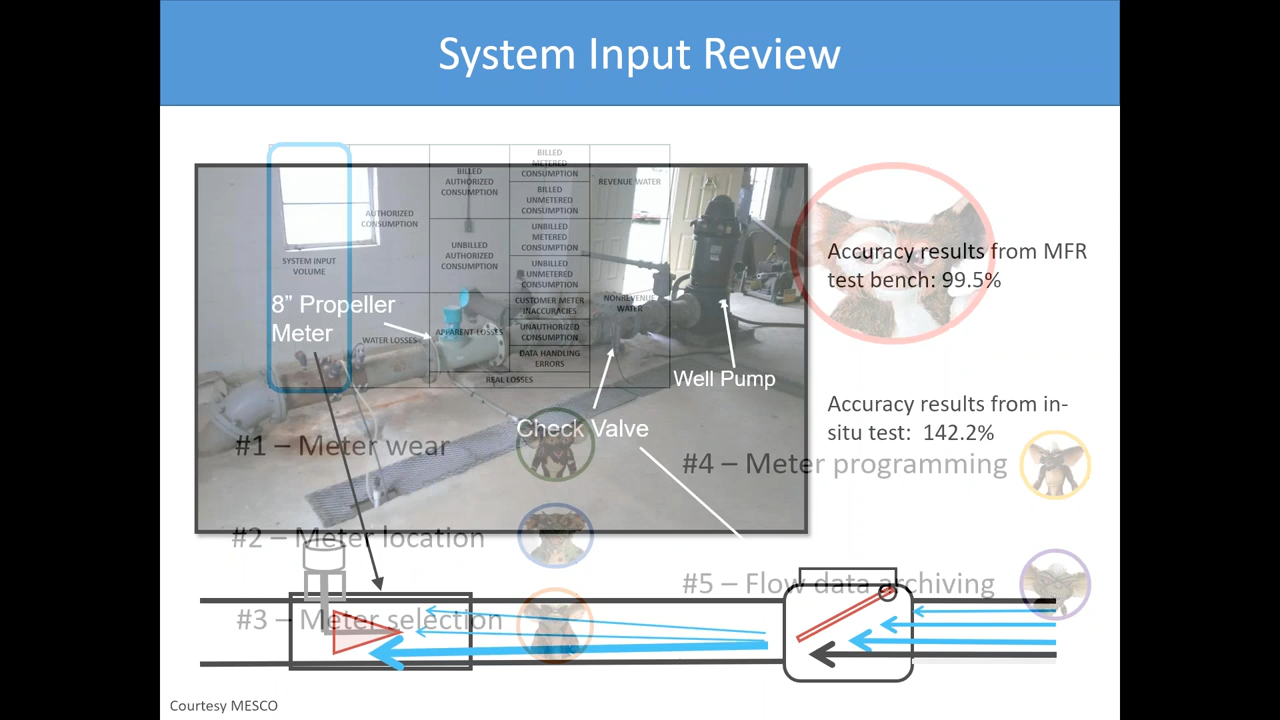 System Input Review
BILLED
METERED
CONSUMPTION
BILLED
AUTHORIZED
CONSUMPTION
REVENUE WATER
BILLED
UNMETERED
CONSUMPTION
AUTHORIZED
CONSUMPTION
UNBILLED
METERED
CONSUMPTION
UNBILLED
AUTHORIZED
CONSUMPTION
SYSTEM INPUT
VOLUME
UNBILLED
UNMETERED
CONSUMPTION
CUSTOMER METER
INACCURACIES
NONREVENUE
WATER
APPARENT LOSSES
UNAUTHORIZED
CONSUMPTION
WATER LOSSES
DATA HANDLING
ERRORS
REAL LOSSES
8” Propeller
Meter
Well Pump
Check Valve
Accuracy results from MFR
test bench: 99.5%
Accuracy results from in-
situ test: 142.2%
#1 – Meter wear
#2 – Meter location
#3 – Meter selection
#4 – Meter programming
#5 – Flow data archiving
Courtesy MESCO